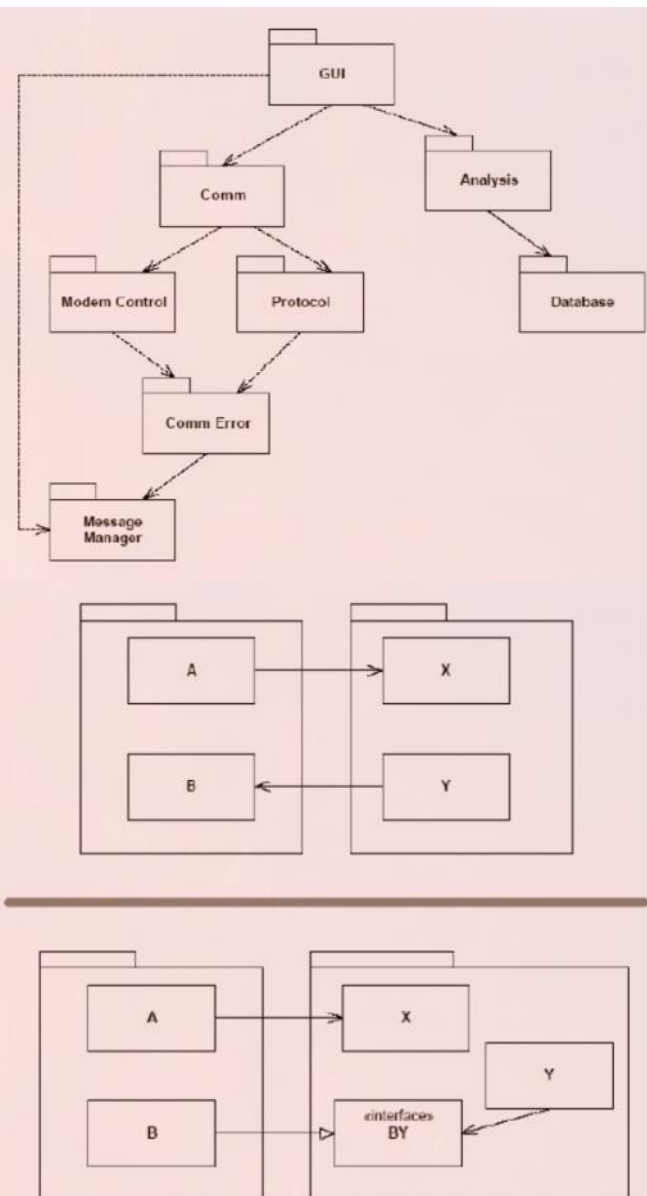 GUI
Comm
Analysis
Modem Control
Protocol
Database
Comm Error
Message
Manager
A
X
B
Y
A
X
Y
B
«interface»
BY